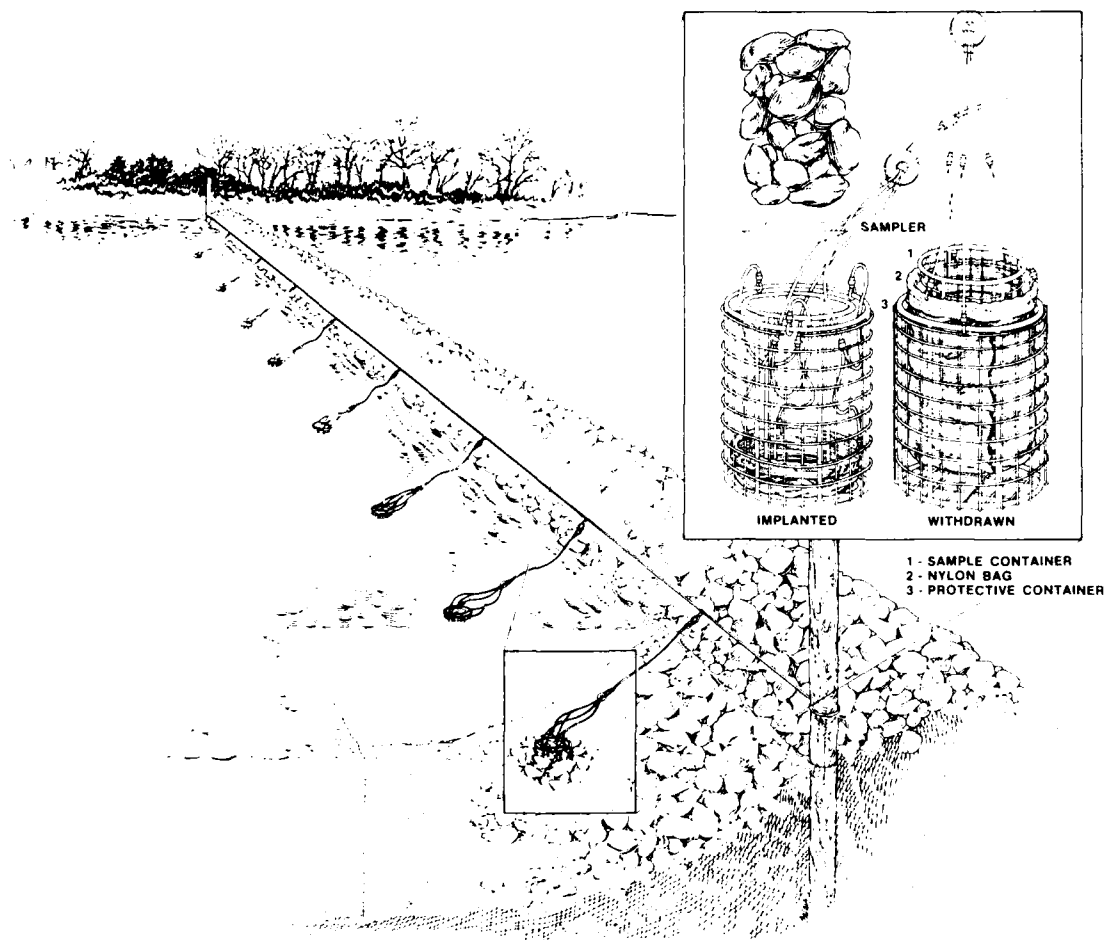 SAMPLER
1
2
3
IMPLANTED
WITHDRAWN
1 - SAMPLE CONTAINER
2 - NYLON BAG
3 - PROTECTIVE CONTAINER